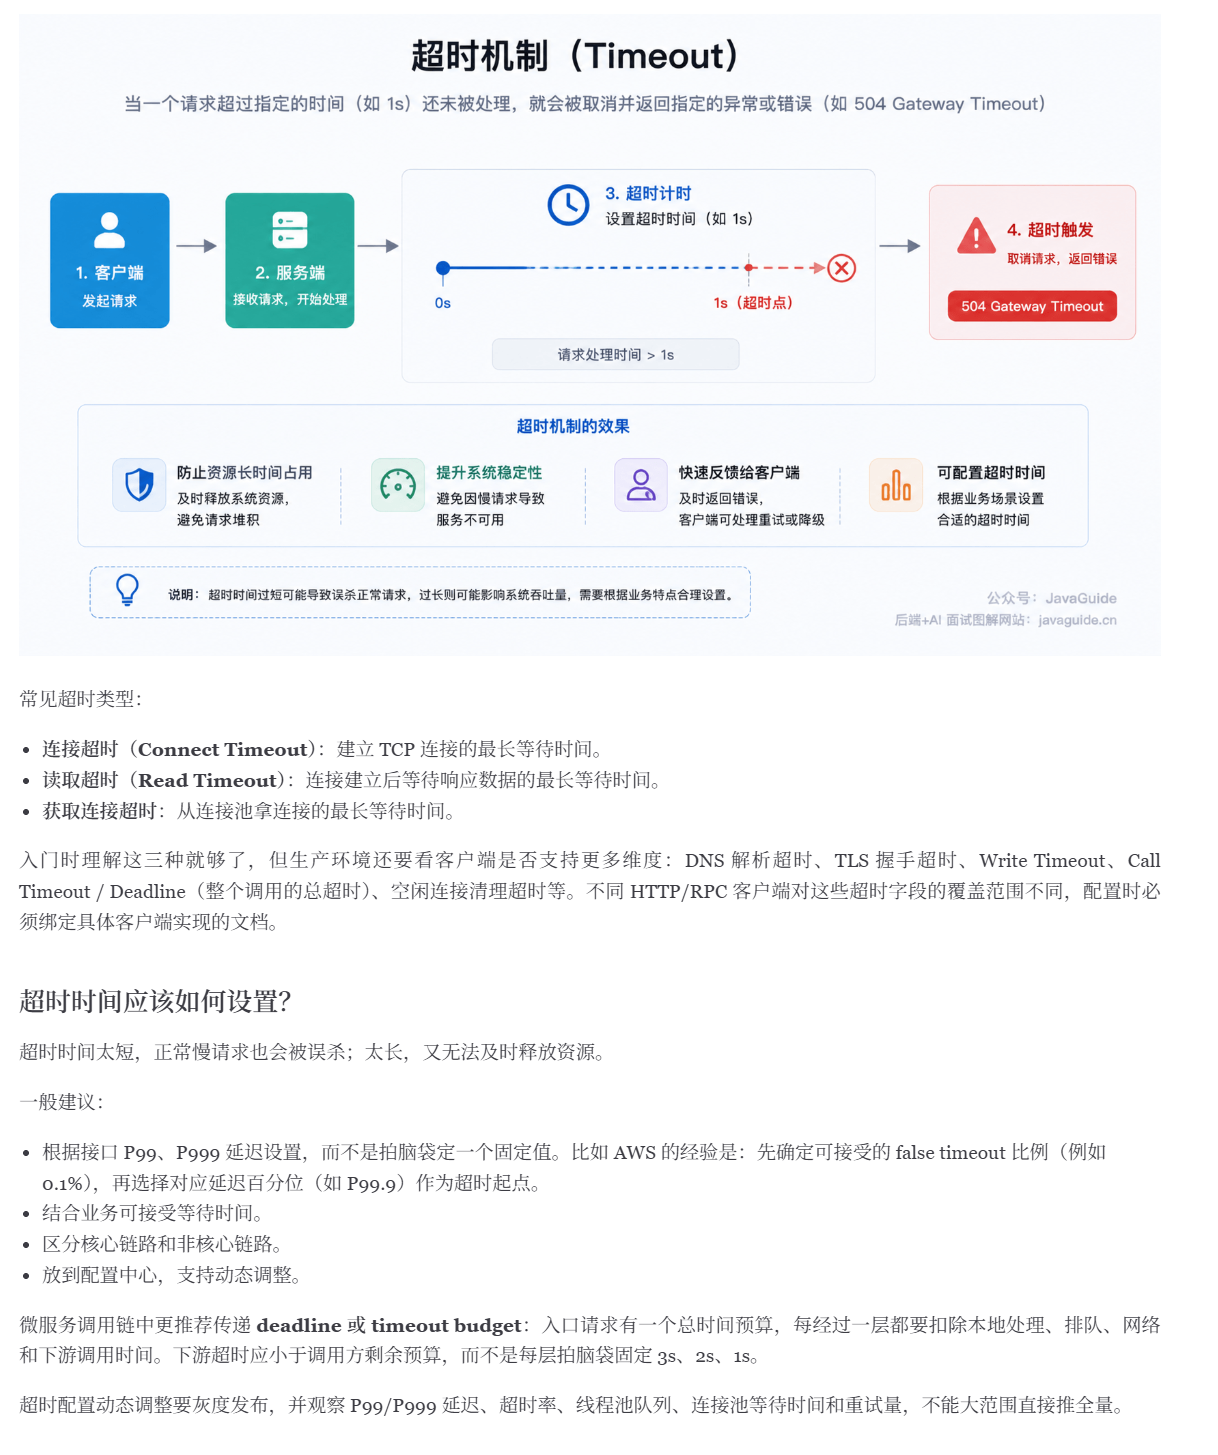 超时机制（Timeout）
当一个请求超过指定的时间（如 1s）还未被处理，就会被取消并返回指定的异常或错误（如 504 Gateway Timeout）
1. 客户端
发起请求
2. 服务端
接收请求，开始处理
3. 超时计时
设置超时时间（如 1s）
0s
1s（超时点）
请求处理时间 > 1s
4. 超时触发
取消请求，返回错误
504 Gateway Timeout
超时机制的效果
防止资源长时间占用
及时释放系统资源，
避免请求堆积
提升系统稳定性
避免因慢请求导致
服务不可用
快速反馈给客户端
及时返回错误，
客户端可处理重试或降级
可配置超时时间
根据业务场景设置
合适的超时时间
说明： 超时时间过短可能导致误杀正常请求，过长则可能影响系统吞吐量，需要根据业务特点合理设置。
公众号：JavaGuide
后端+AI 面试图解网站：javaguide.cn
常见超时类型：
连接超时（Connect Timeout）：建立 TCP 连接的最长等待时间。
读取超时（Read Timeout）：连接建立后等待响应数据的最长等待时间。
获取连接超时：从连接池拿连接的最长等待时间。
入门时理解这三种就够了，但生产环境还要看客户端是否支持更多维度：DNS 解析超时、TLS 握手超时、Write Timeout、Call
Timeout / Deadline（整个调用的总超时）、空闲连接清理超时等。不同 HTTP/RPC 客户端对这些超时字段的覆盖范围不同，配置时必
须绑定具体客户端实现的文档。
超时时间应该如何设置？
超时时间太短，正常慢请求也会被误杀；太长，又无法及时释放资源。
一般建议：
根据接口 P99、P999 延迟设置，而不是拍脑袋定一个固定值。比如 AWS 的经验是：先确定可接受的 false timeout 比例（例如
0.1%），再选择对应延迟百分位（如 P99.9）作为超时起点。
结合业务可接受等待时间。
区分核心链路和非核心链路。
放到配置中心，支持动态调整。
微服务调用链中更推荐传递 deadline 或 timeout budget：入口请求有一个总时间预算，每经过一层都要扣除本地处理、排队、网络
和下游调用时间。下游超时应小于调用方剩余预算，而不是每层拍脑袋固定 3s、2s、1s。
超时配置动态调整要灰度发布，并观察 P99/P999 延迟、超时率、线程池队列、连接池等待时间和重试量，不能大范围直接推全量。